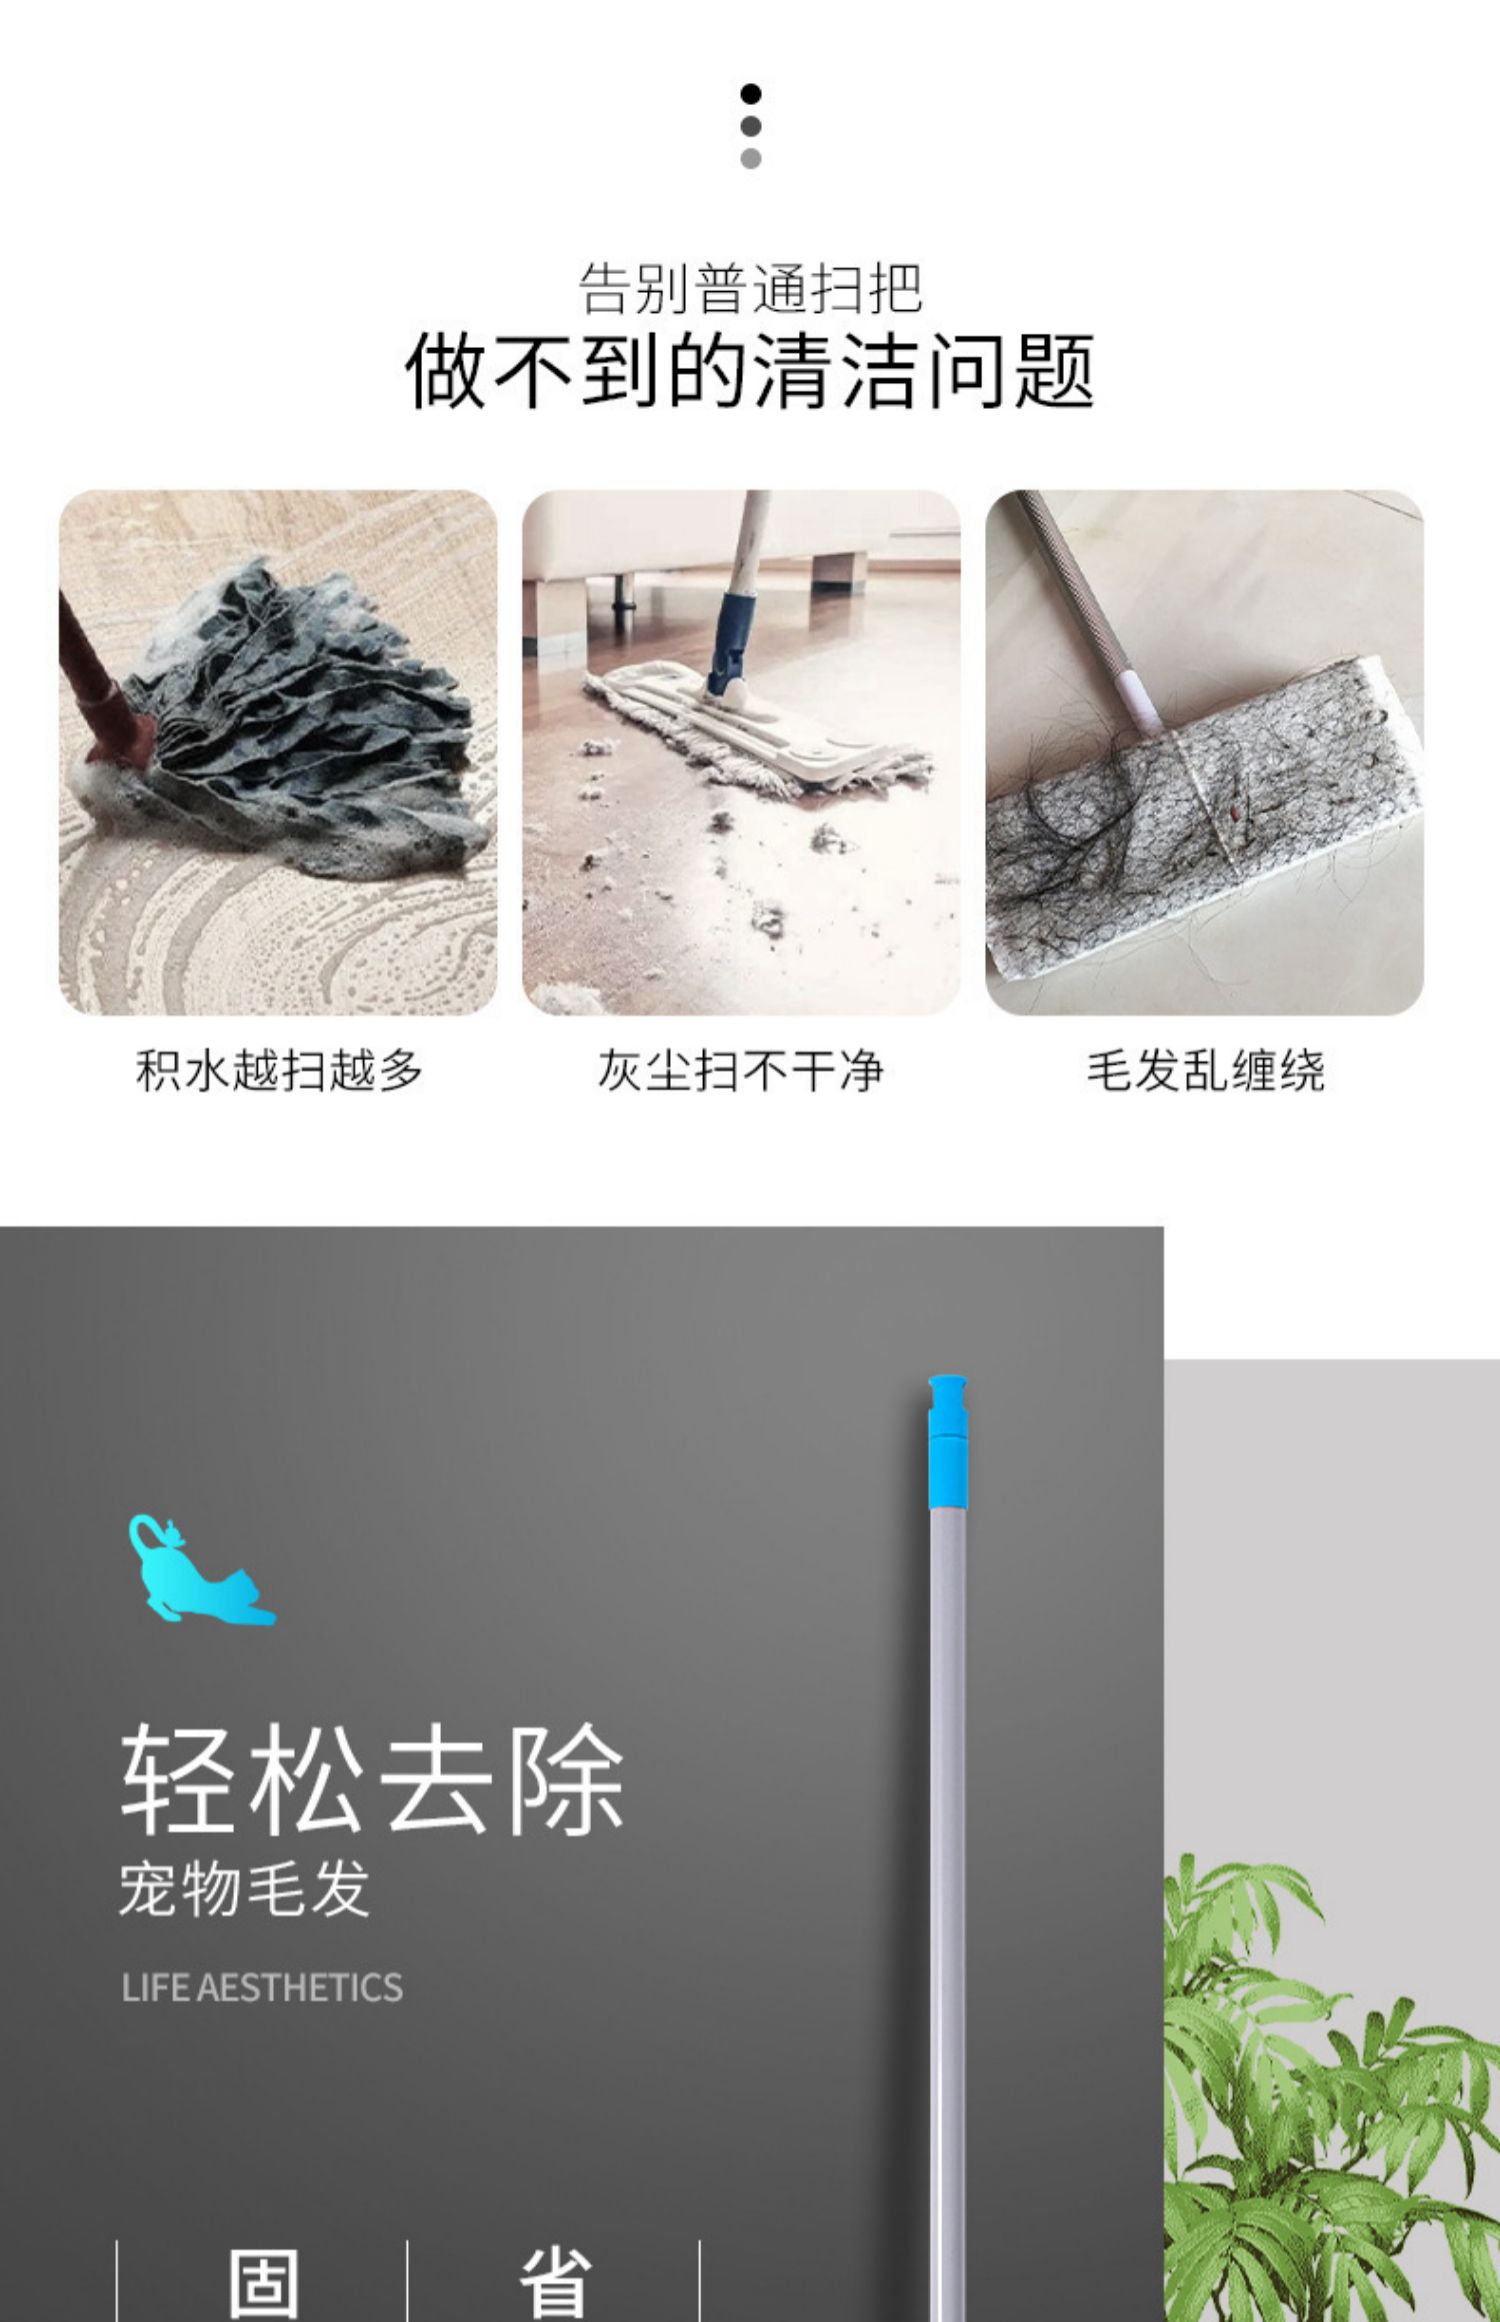 告别普通扫把
做不到的清洁问题
积水越扫越多
灰尘扫不干净
毛发乱缠绕
轻松去除
宠物毛发
LIFE AESTHETICS
固
省